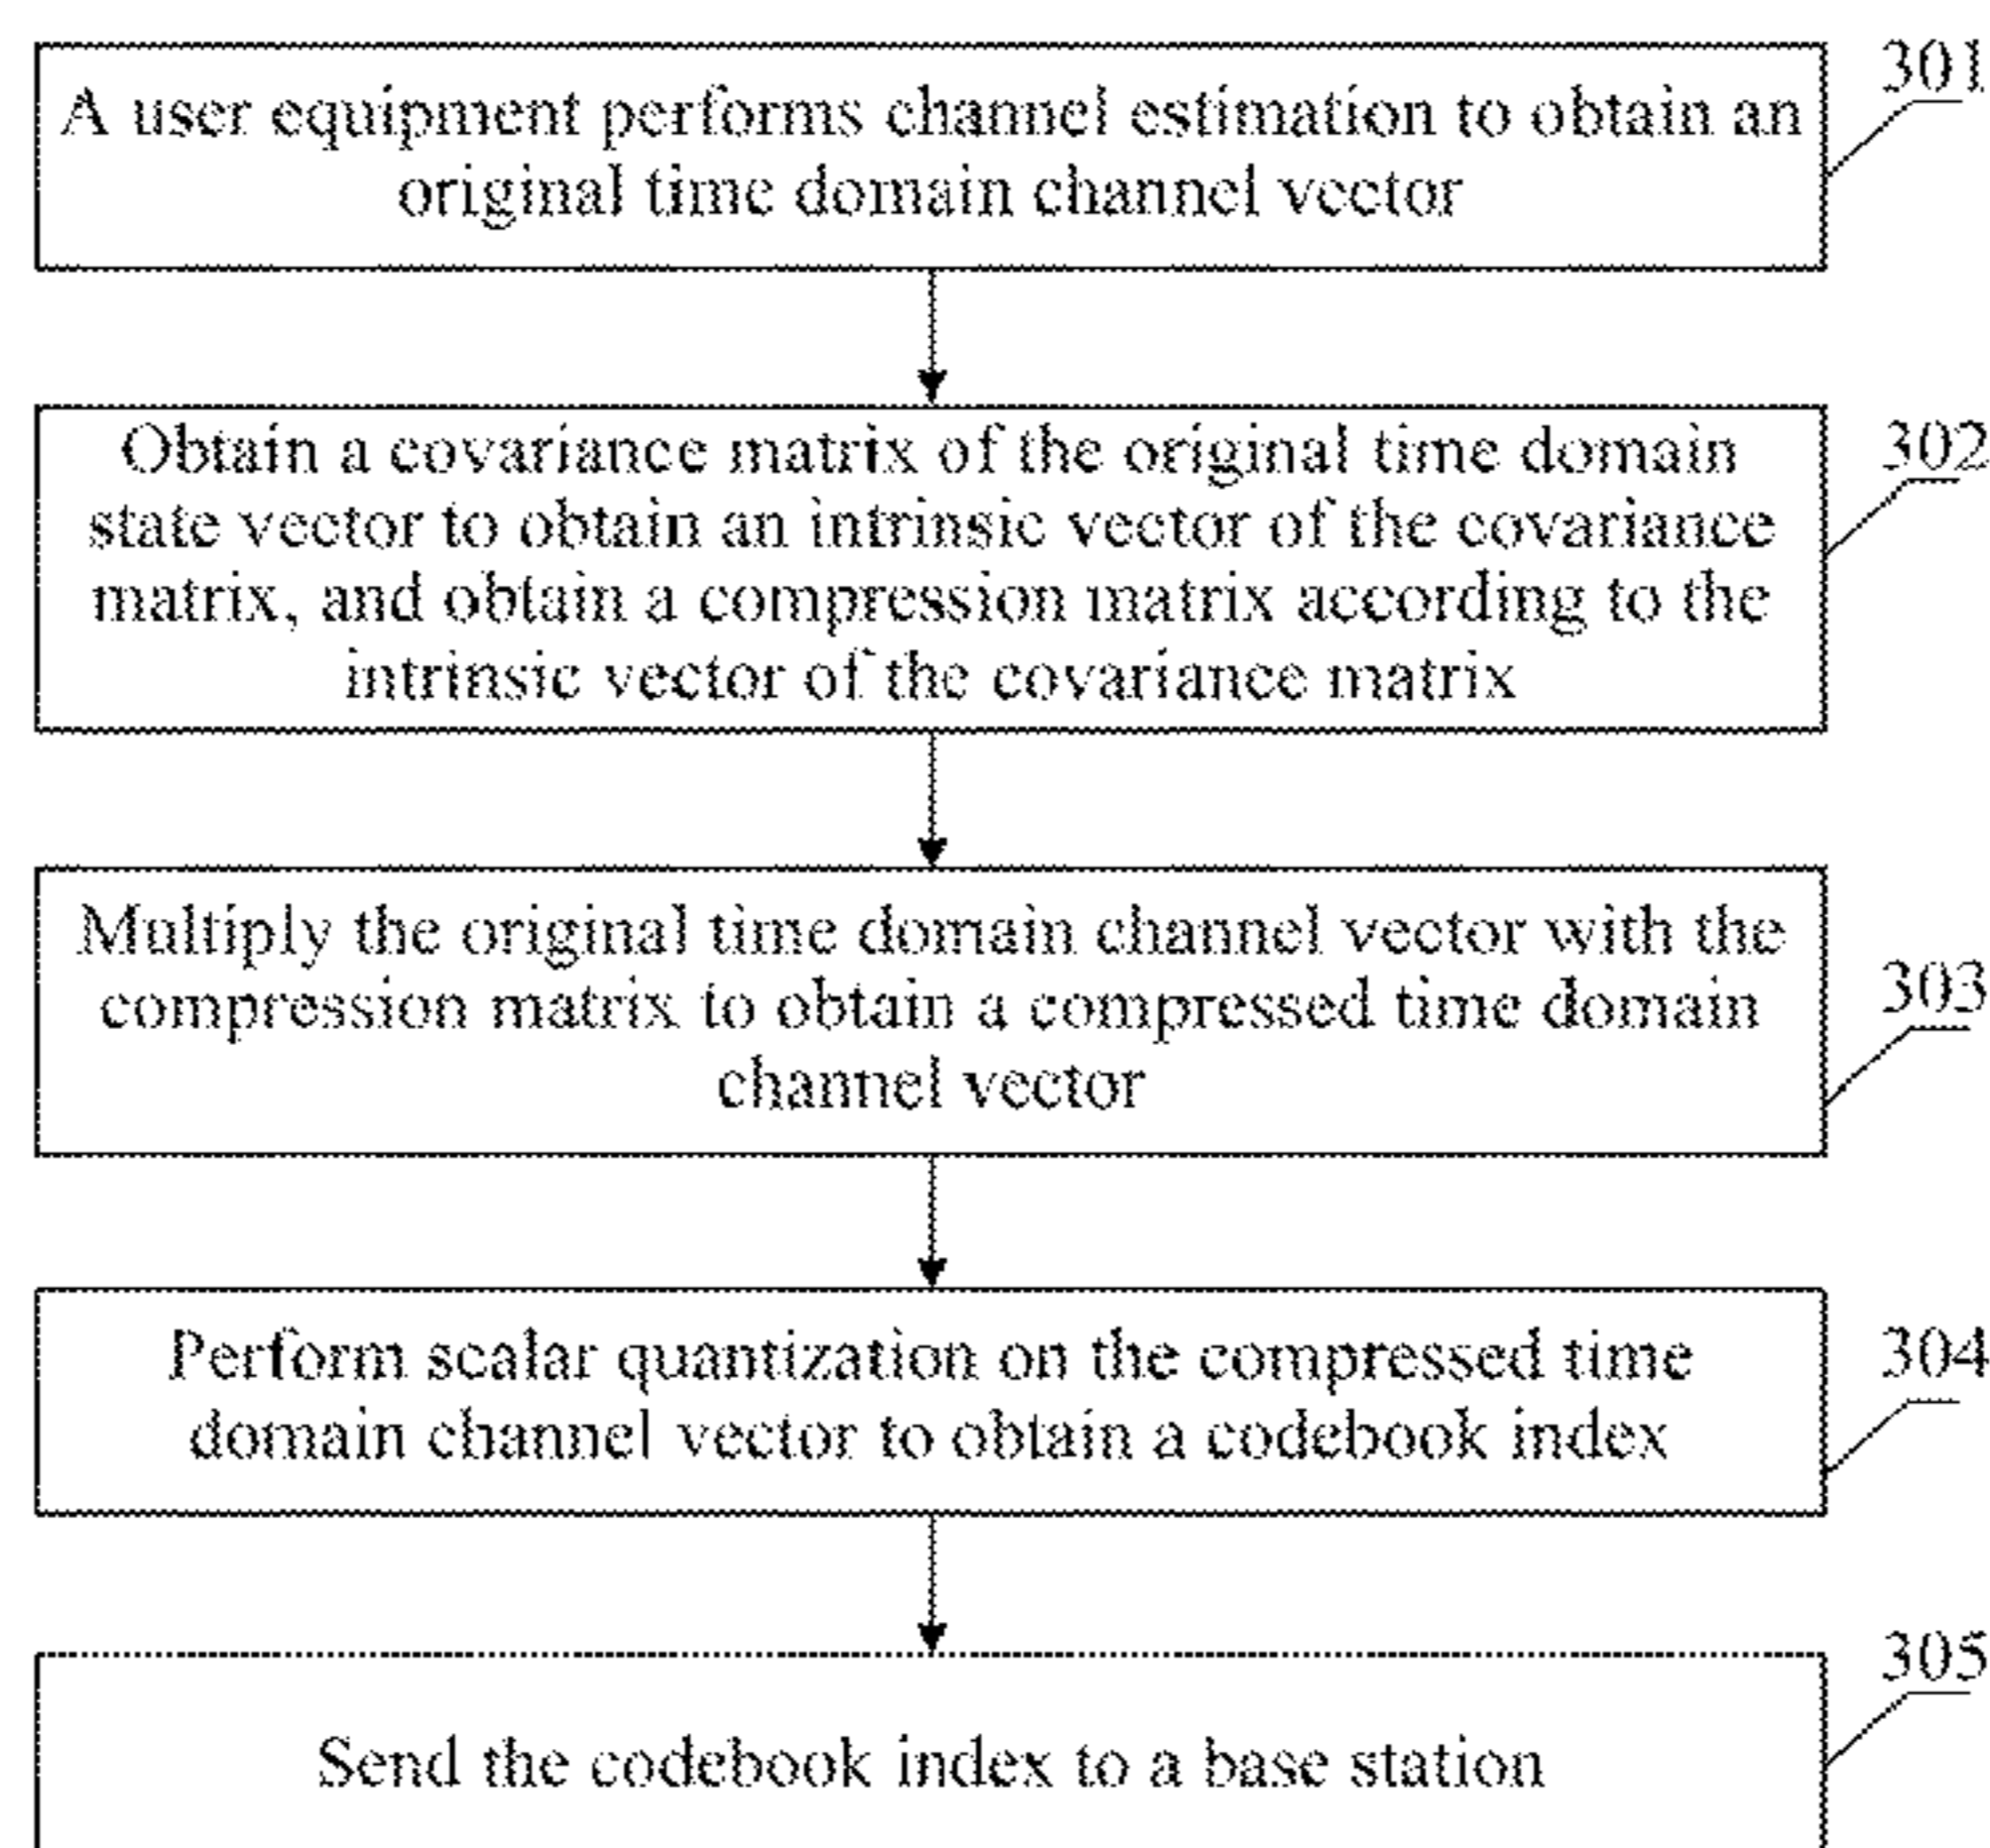 301
A user equipment performs channel estimation to obtain an
original time domain channel vector
302
Obtain a covariance matrix of the original time domain
state vector to obtain an intrinsic vector of the covariance
matrix, and obtain a compression matrix according to the
intrinsic vector of the covariance matrix
303
Multiply the original time domain channel vector with the
compression matrix to obtain a compressed time domain
channel vector
304
Perform scalar quantization on the compressed time
domain channel vector to obtain a codebook index
305
Send the codebook index to a base station